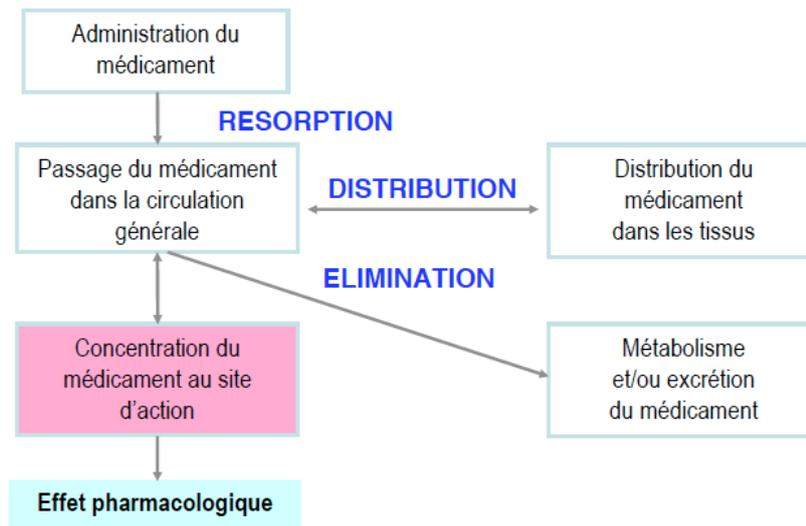 Administration du
médicament
RESORPTION
Passage du médicament
dans la circulation
générale
DISTRIBUTION
Distribution du
médicament
dans les tissus
ELIMINATION
Concentration du
médicament au site
d'action
Métabolisme
et/ou excrétion
du médicament
Effet pharmacologique